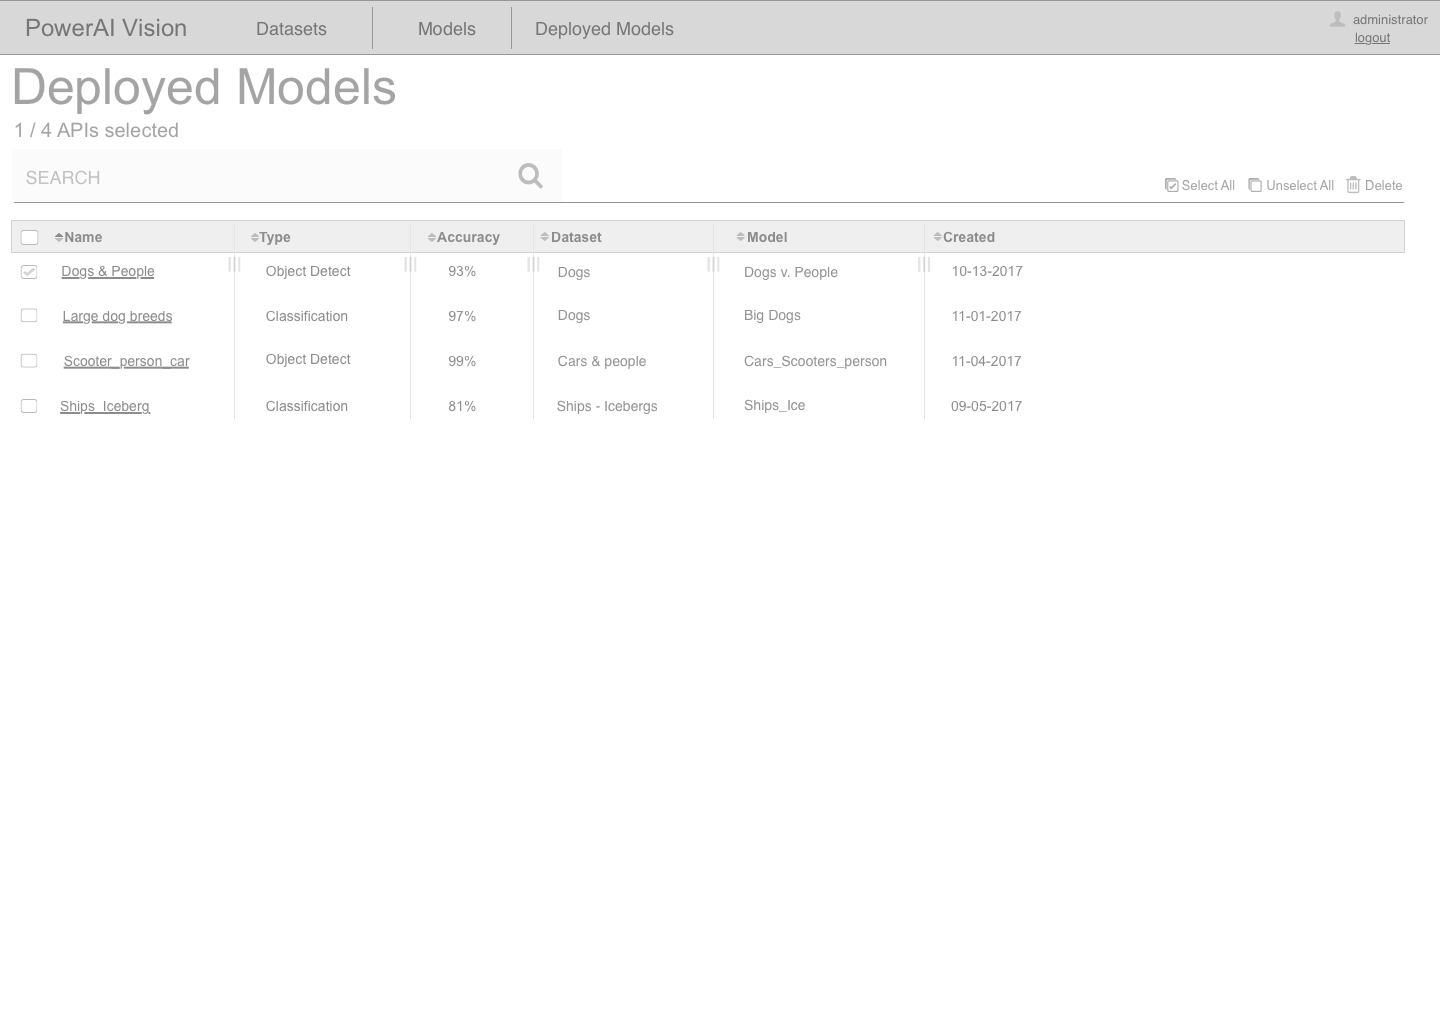 PowerAI Vision Datasets Models Deployed Models administrator
logout
Deployed Models
1 / 4 APIs selected
SEARCH
Select All Unselect All Delete
Name Type Accuracy Dataset Model Created
Dogs & People Object Detect 93% Dogs Dogs v. People 10-13-2017
Large dog breeds Classification 97% Dogs Big Dogs 11-01-2017
Scooter_person_car Object Detect 99% Cars & people Cars_Scooters_person 11-04-2017
Ships_Iceberg Classification 81% Ships - Icebergs Ships_Ice 09-05-2017